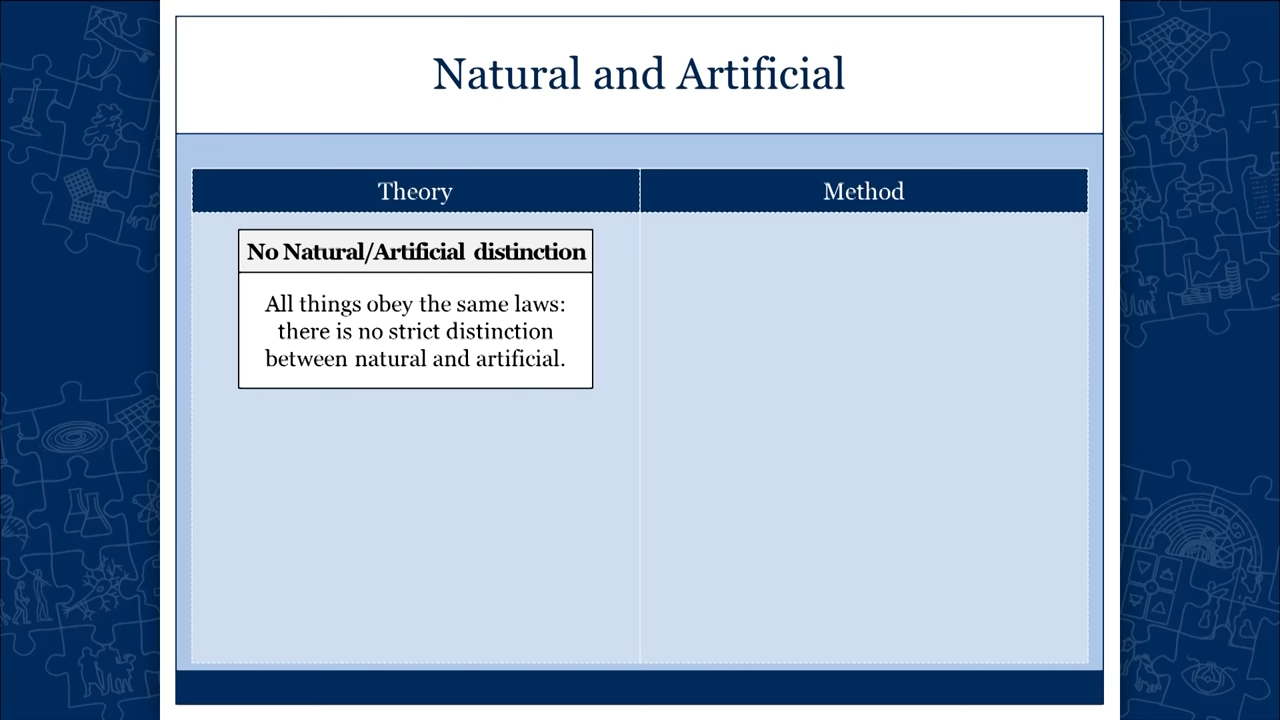 Natural and Artificial
Theory
Method
No Natural/Artificial distinction
All things obey the same laws:
there is no strict distinction
between natural and artificial.